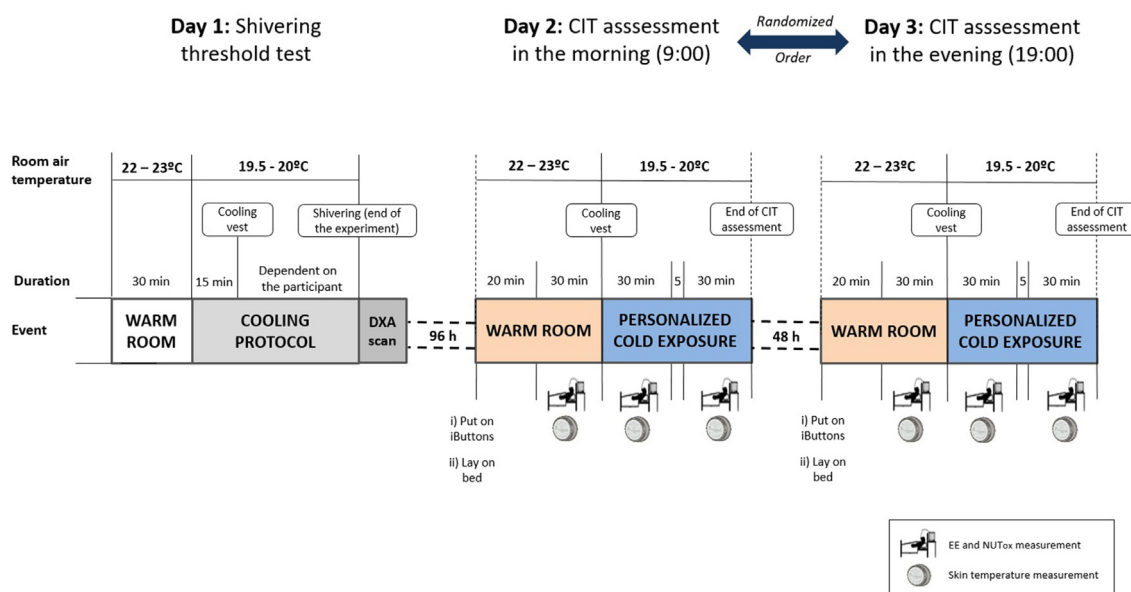 Day 1: Shivering
threshold test
Day 2: CIT asssessment
in the morning (9:00)
Randomized
Order
Day 3: CIT asssessment
in the evening (19:00)
Room air
temperature
22 – 23ºC
19.5 - 20ºC
22 – 23ºC
19.5 - 20ºC
22 – 23ºC
19.5 - 20ºC
Cooling
vest
Shivering (end of
the experiment)
Cooling
vest
End of CIT
assessment
Cooling
vest
End of CIT
assessment
Duration
30 min
15 min
Dependent on
the participant
20 min
30 min
30 min
5
30 min
20 min
30 min
30 min
5
30 min
Event
WARM
ROOM
COOLING
PROTOCOL
DXA
scan
96 h
WARM ROOM
PERSONALIZED
COLD EXPOSURE
48 h
WARM ROOM
PERSONALIZED
COLD EXPOSURE
i) Put on
iButtons
ii) Lay on
bed
i) Put on
iButtons
ii) Lay on
bed
EE and NUTox measurement
Skin temperature measurement